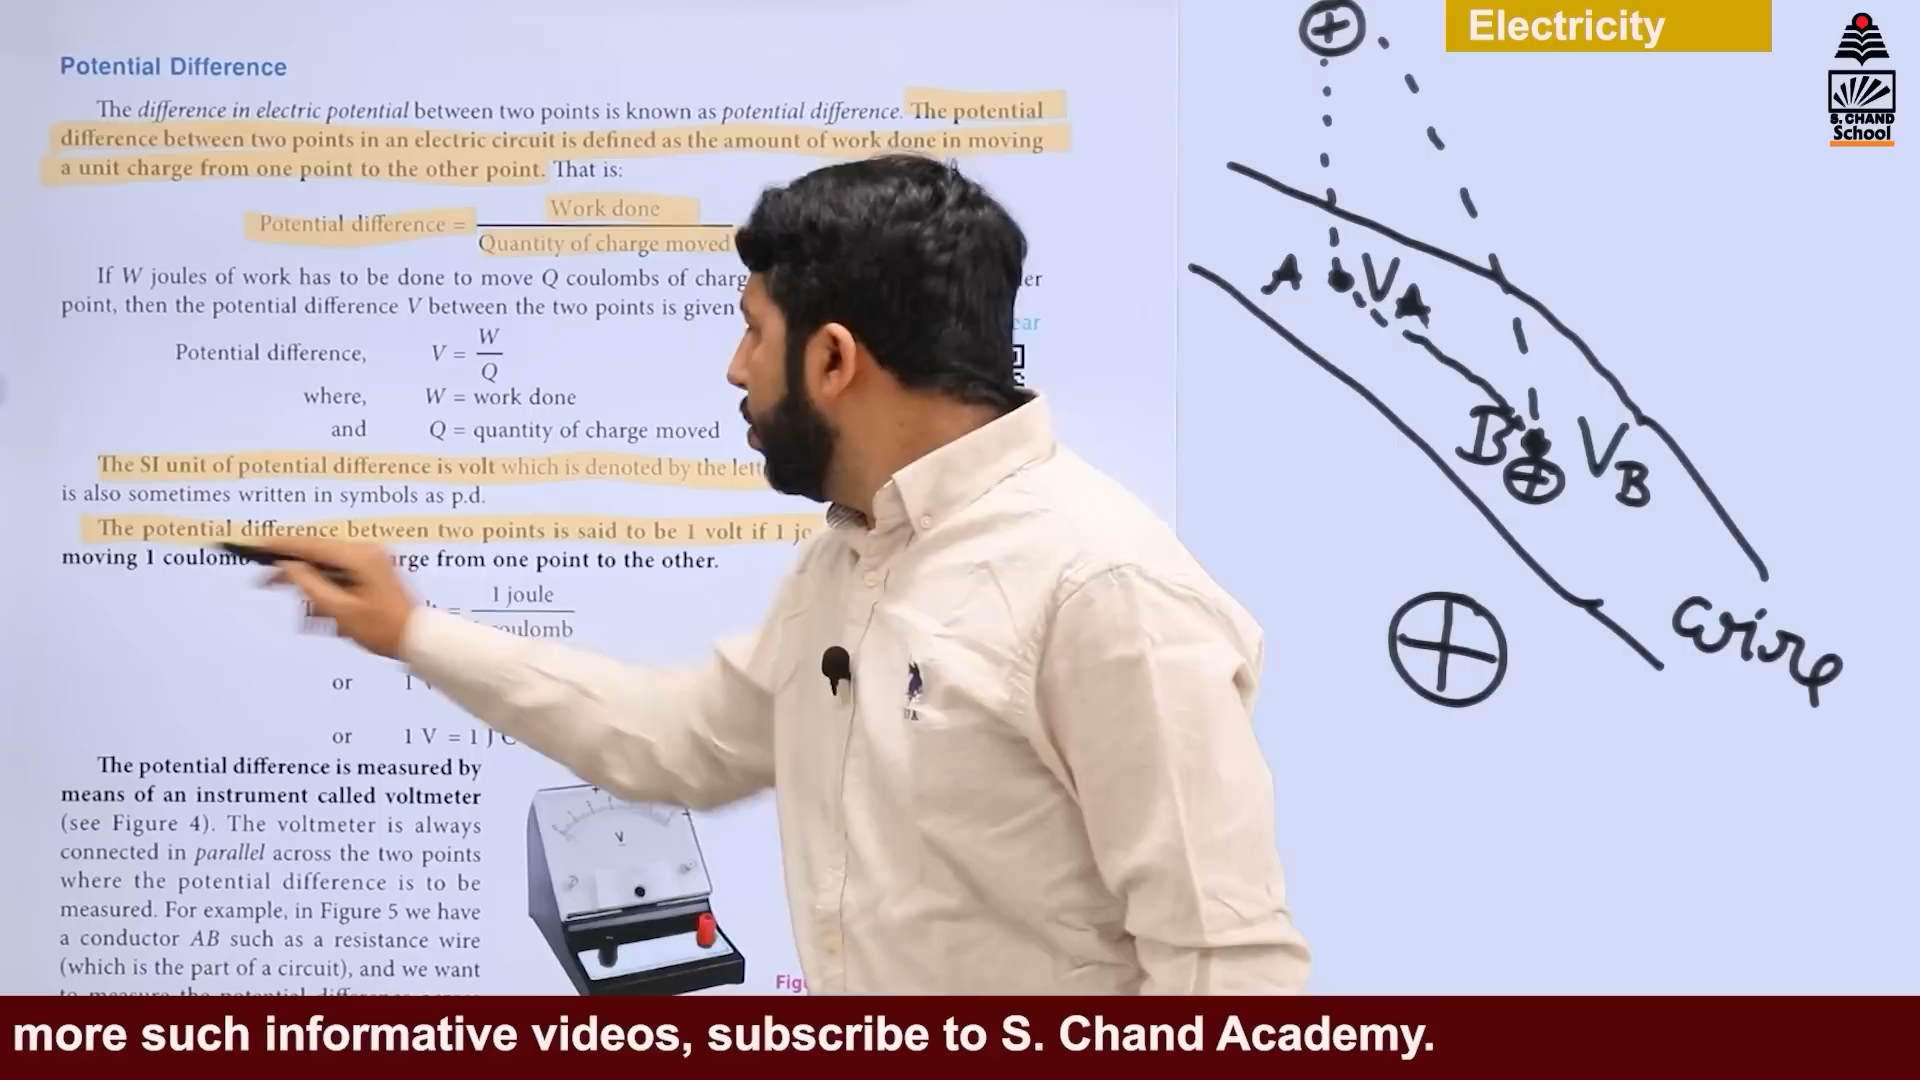 Electricity
S. CHAND
School
Potential Difference
The difference in electric potential between two points is known as potential difference. The potential
difference between two points in an electric circuit is defined as the amount of work done in moving
a unit charge from one point to the other point. That is:
Potential difference = Work done
Quantity of charge moved
If W joules of work has to be done to move Q coulombs of charg er
point, then the potential difference V between the two points is given
Potential difference, V = W
Q
where, W = work done
and Q = quantity of charge moved
The SI unit of potential difference is volt which is denoted by the lett
is also sometimes written in symbols as p.d.
The potential difference between two points is said to be 1 volt if 1 jo
moving 1 coulomb rge from one point to the other.
= 1 joule
oulomb
or 1
or 1 V = 1 J C
The potential difference is measured by
means of an instrument called voltmeter
(see Figure 4). The voltmeter is always
connected in parallel across the two points
where the potential difference is to be
measured. For example, in Figure 5 we have
a conductor AB such as a resistance wire
(which is the part of a circuit), and we want
V
Fig
A VA
B VB
wire
more such informative videos, subscribe to S. Chand Academy.